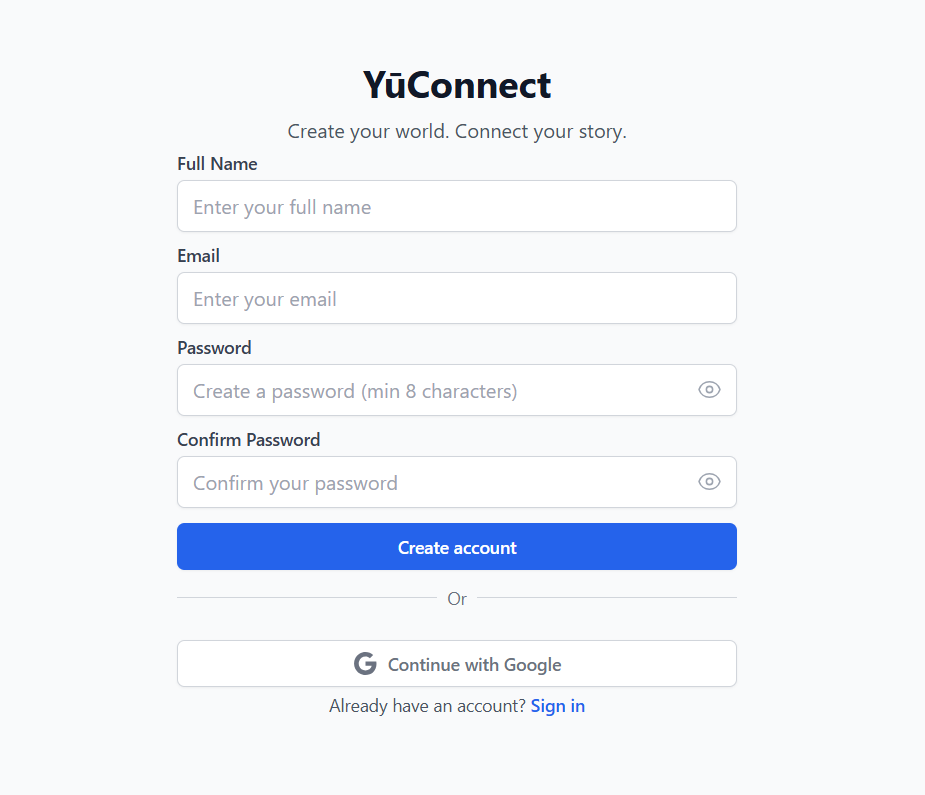 YūConnect
Create your world. Connect your story.
Full Name
Enter your full name
Email
Enter your email
Password
Create a password (min 8 characters)
Confirm Password
Confirm your password
Create account
Or
Continue with Google
Already have an account? Sign in